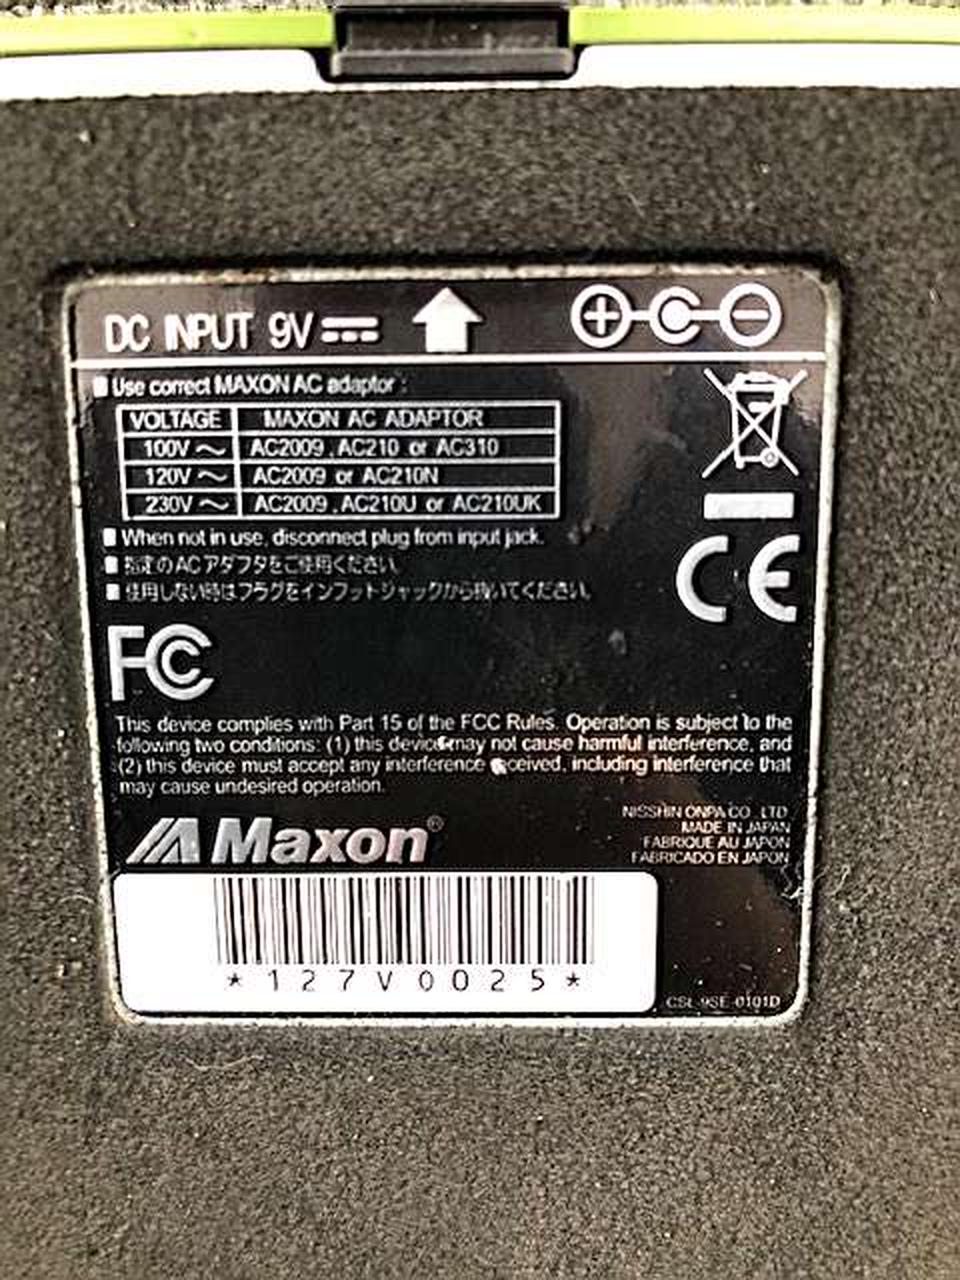 DC INPUT 9V
Use correct MAXON AC adaptor :
VOLTAGE MAXON AC ADAPTOR
100V～ AC2009 , AC210 or AC310
120V～ AC2009 or AC210N
230V～ AC2009 , AC210U or AC210UK
When not in use, disconnect plug from input jack.
指定のACアダプタをご使用ください
使用しない時はプラグをインプットジャックから抜いてください
CE
FC
This device complies with Part 15 of the FCC Rules. Operation is subject to the
following two conditions: (1) this device may not cause harmful interference, and
(2) this device must accept any interference received, including interference that
may cause undesired operation.
Maxon®
NISSHIN ONPA CO., LTD.
MADE IN JAPAN
FABRIQUE AU JAPON
FABRICADO EN JAPON
*127V0025*
CSL-9SE-0101D